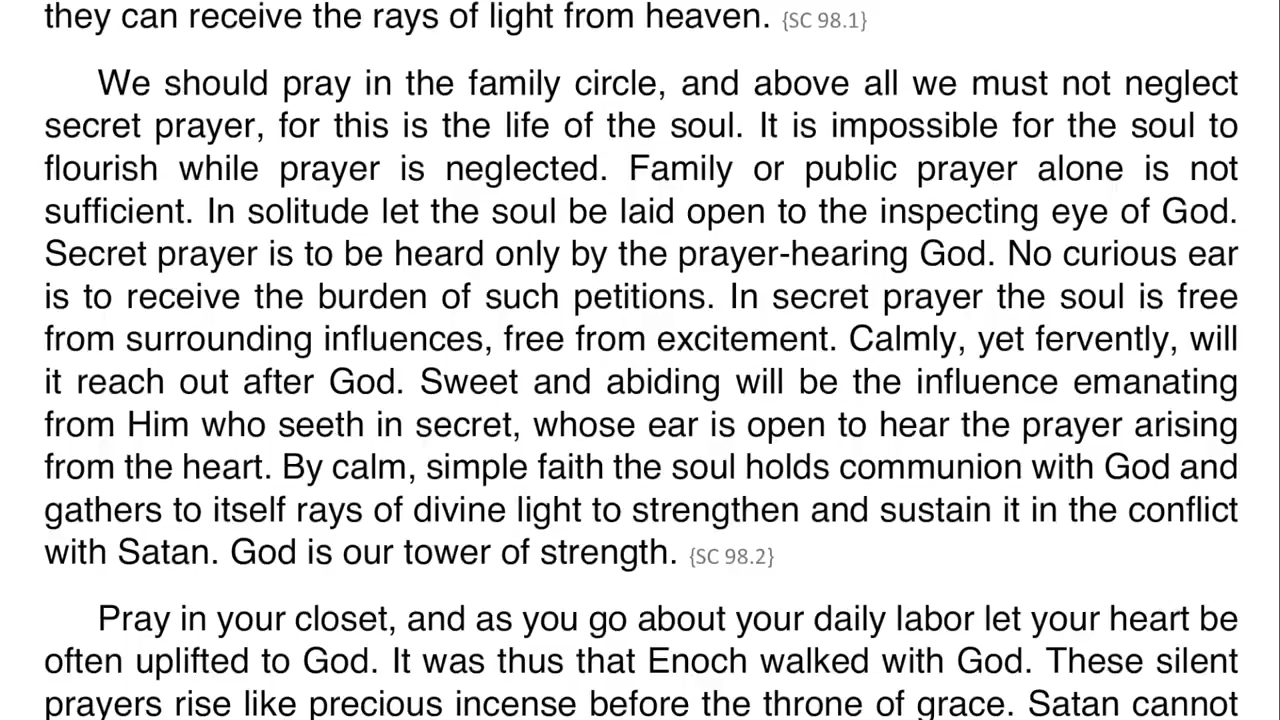 they can receive the rays of light from heaven. {SC 98.1}
We should pray in the family circle, and above all we must not neglect
secret prayer, for this is the life of the soul. It is impossible for the soul to
flourish while prayer is neglected. Family or public prayer alone is not
sufficient. In solitude let the soul be laid open to the inspecting eye of God.
Secret prayer is to be heard only by the prayer-hearing God. No curious ear
is to receive the burden of such petitions. In secret prayer the soul is free
from surrounding influences, free from excitement. Calmly, yet fervently, will
it reach out after God. Sweet and abiding will be the influence emanating
from Him who seeth in secret, whose ear is open to hear the prayer arising
from the heart. By calm, simple faith the soul holds communion with God and
gathers to itself rays of divine light to strengthen and sustain it in the conflict
with Satan. God is our tower of strength. {SC 98.2}
Pray in your closet, and as you go about your daily labor let your heart be
often uplifted to God. It was thus that Enoch walked with God. These silent
prayers rise like precious incense before the throne of grace. Satan cannot